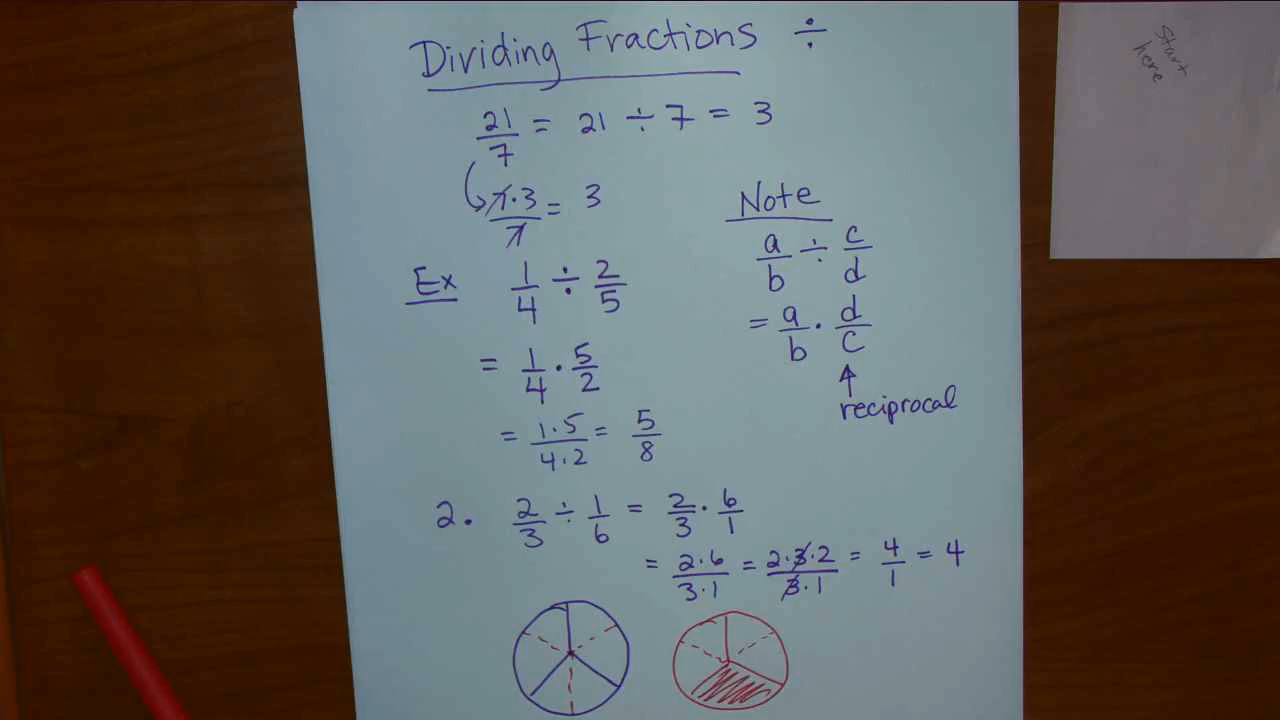 Dividing Fractions ÷
21/7 = 21 ÷ 7 = 3
7·3/7 = 3
Ex 1/4 ÷ 2/5
= 1/4 · 5/2
= 1·5/4·2 = 5/8
Note
a/b ÷ c/d
= a/b · d/c
reciprocal
2. 2/3 ÷ 1/6 = 2/3 · 6/1
= 2·6/3·1 = 2·3·2/3·1 = 4/1 = 4
Start
here